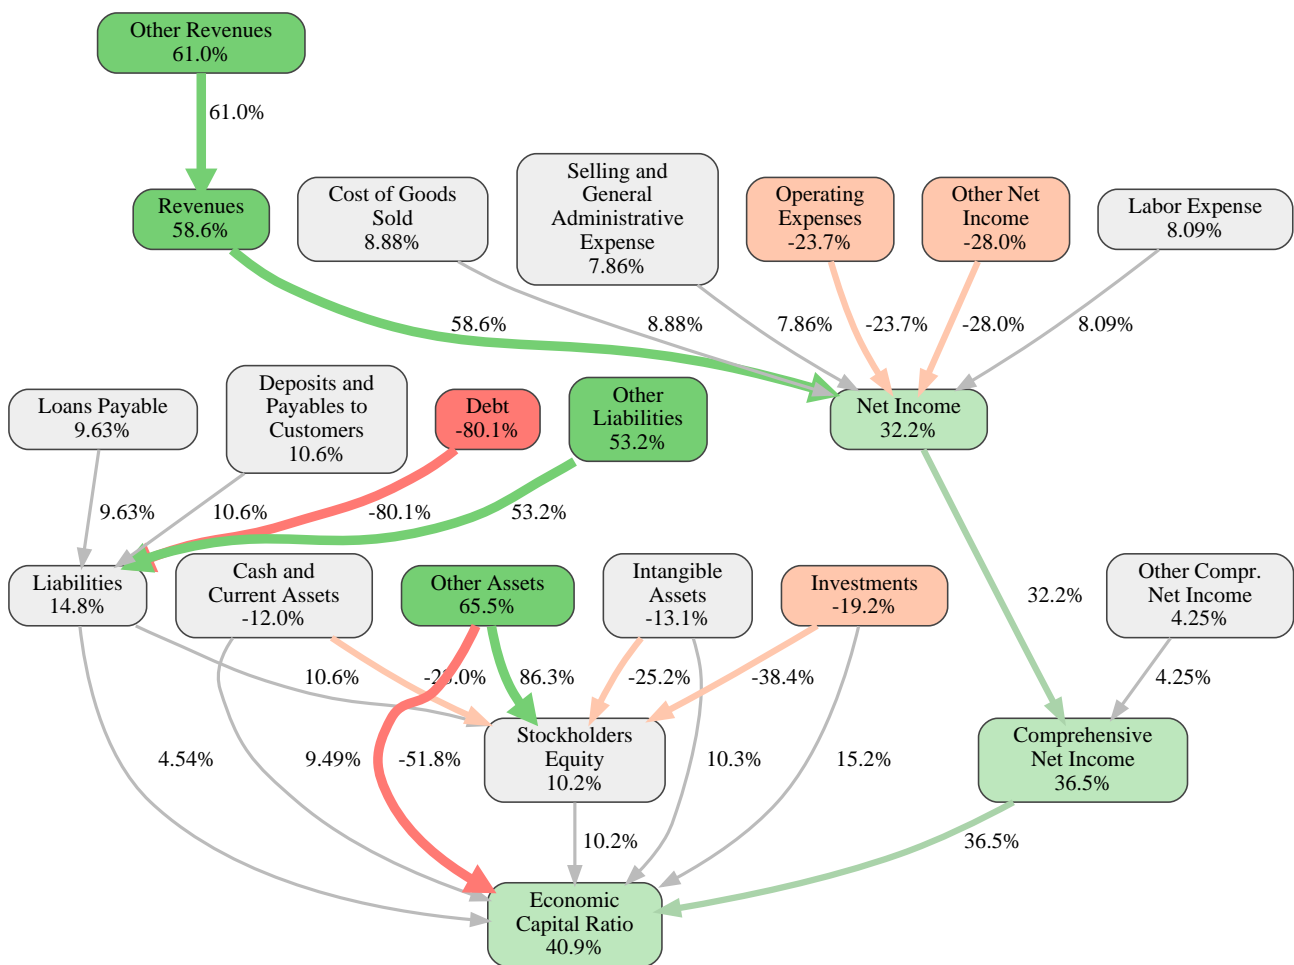 Other Revenues
61.0%
61.0%
Revenues
58.6%
Cost of Goods
Sold
8.88%
Selling and
General
Administrative
Expense
7.86%
Operating
Expenses
-23.7%
Other Net
Income
-28.0%
Labor Expense
8.09%
58.6%
8.88%
7.86%
-23.7%
-28.0%
8.09%
Loans Payable
9.63%
Deposits and
Payables to
Customers
10.6%
Debt
-80.1%
Other
Liabilities
53.2%
Net Income
32.2%
9.63%
10.6%
-80.1%
53.2%
Liabilities
14.8%
Cash and
Current Assets
-12.0%
Other Assets
65.5%
Intangible
Assets
-13.1%
Investments
-19.2%
32.2%
Other Compr.
Net Income
4.25%
10.6%
86.3%
-25.2%
-38.4%
4.25%
Stockholders
Equity
10.2%
Comprehensive
Net Income
36.5%
4.54%
9.49%
-51.8%
10.3%
15.2%
10.2%
36.5%
Economic
Capital Ratio
40.9%